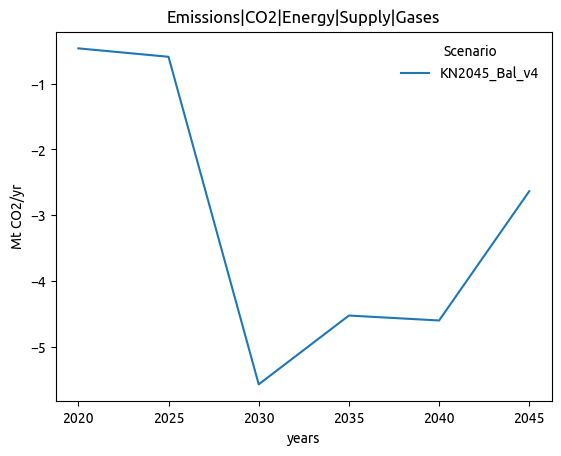 Emissions|CO2|Energy|Supply|Gases
Scenario
KN2045_Bal_v4
Mt CO2/yr
−1
−2
−3
−4
−5
2020 2025 2030 2035 2040 2045
years